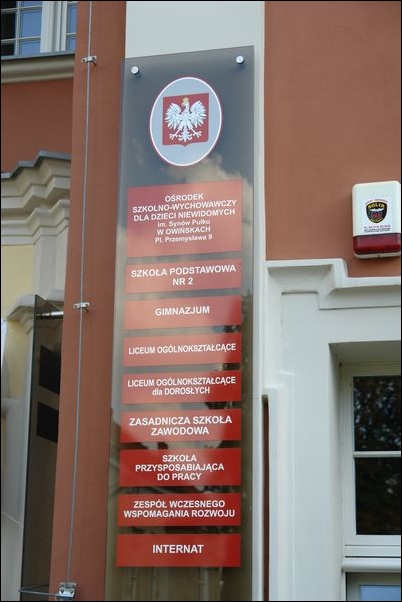 OŚRODEK
SZKOLNO-WYCHOWAWCZY
DLA DZIECI NIEWIDOMYCH
im. Synów Pułku
W OWIŃSKACH
Pl. Przemysława 9
SZKOŁA PODSTAWOWA
NR 2
GIMNAZJUM
LICEUM OGÓLNOKSZTAŁCĄCE
LICEUM OGÓLNOKSZTAŁCĄCE
dla DOROSŁYCH
ZASADNICZA SZKOŁA
ZAWODOWA
SZKOŁA
PRZYSPOSABIAJĄCA
DO PRACY
ZESPÓŁ WCZESNEGO
WSPOMAGANIA ROZWOJU
INTERNAT
SOLID